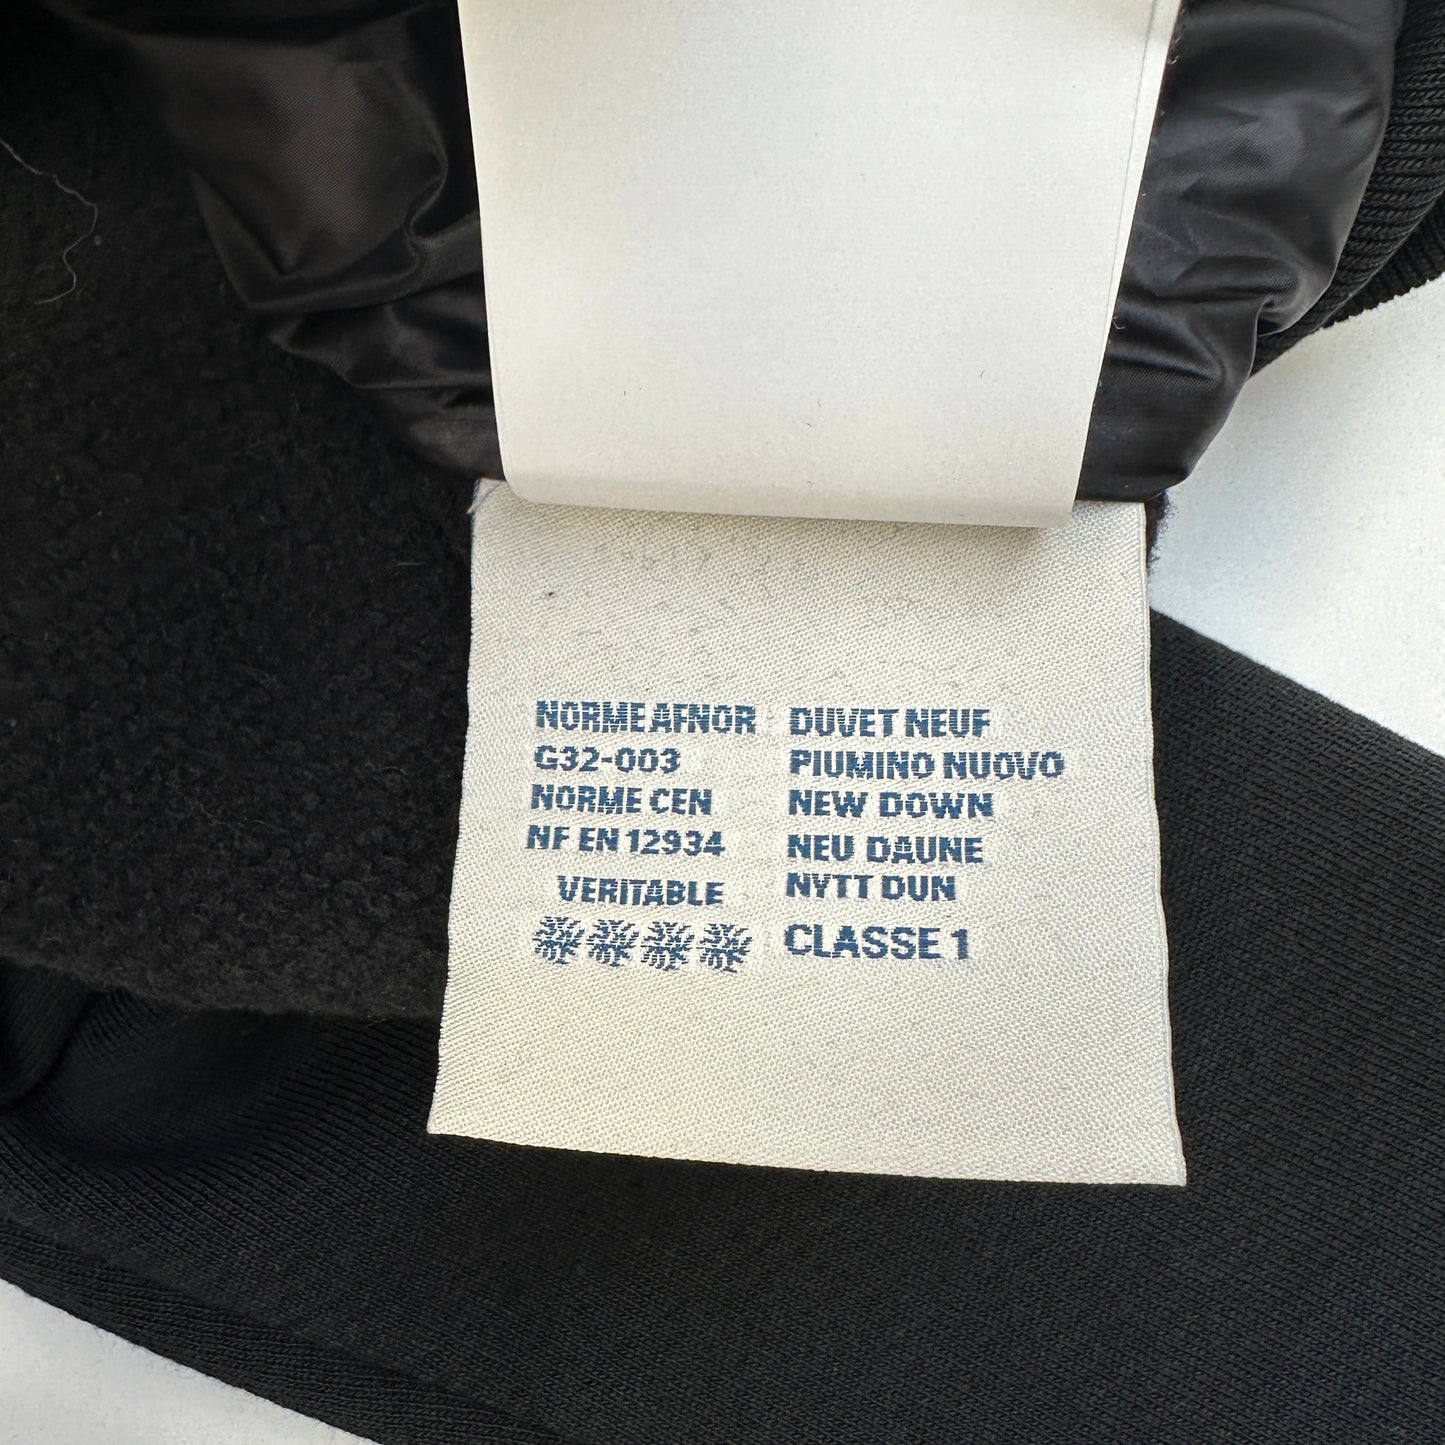 NORME AFNOR
G32-003
NORME CEN
NF EN 12934
VERITABLE
DUVET NEUF
PIUMINO NUOVO
NEW DOWN
NEU DAUNE
NYTT DUN
CLASSE 1